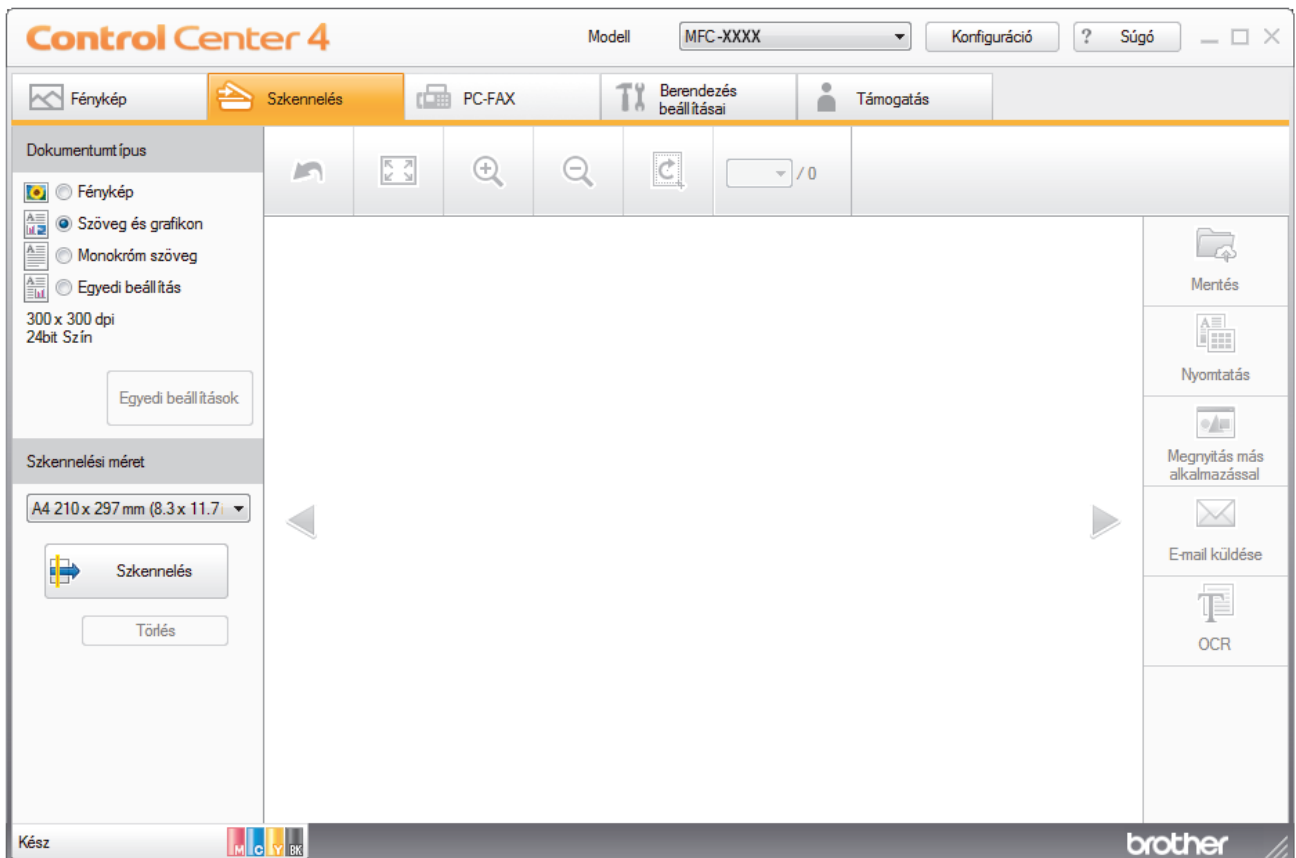 Control Center 4
Modell MFC-XXXX Konfiguráció ? Súgó
Fénykép Szkennelés PC-FAX Berendezés beállításai Támogatás
Dokumentumtípus
/ 0
Fénykép
Szöveg és grafikon
Monokróm szöveg
Egyedi beállítás
300 x 300 dpi
24bit Szín
Egyedi beállítások
Szkennelési méret
A4 210 x 297 mm (8.3 x 11.7
Szkennelés
Törlés
Mentés
Nyomtatás
Megnyitás más
alkalmazással
E-mail küldése
OCR
Kész
M C Y BK
brother